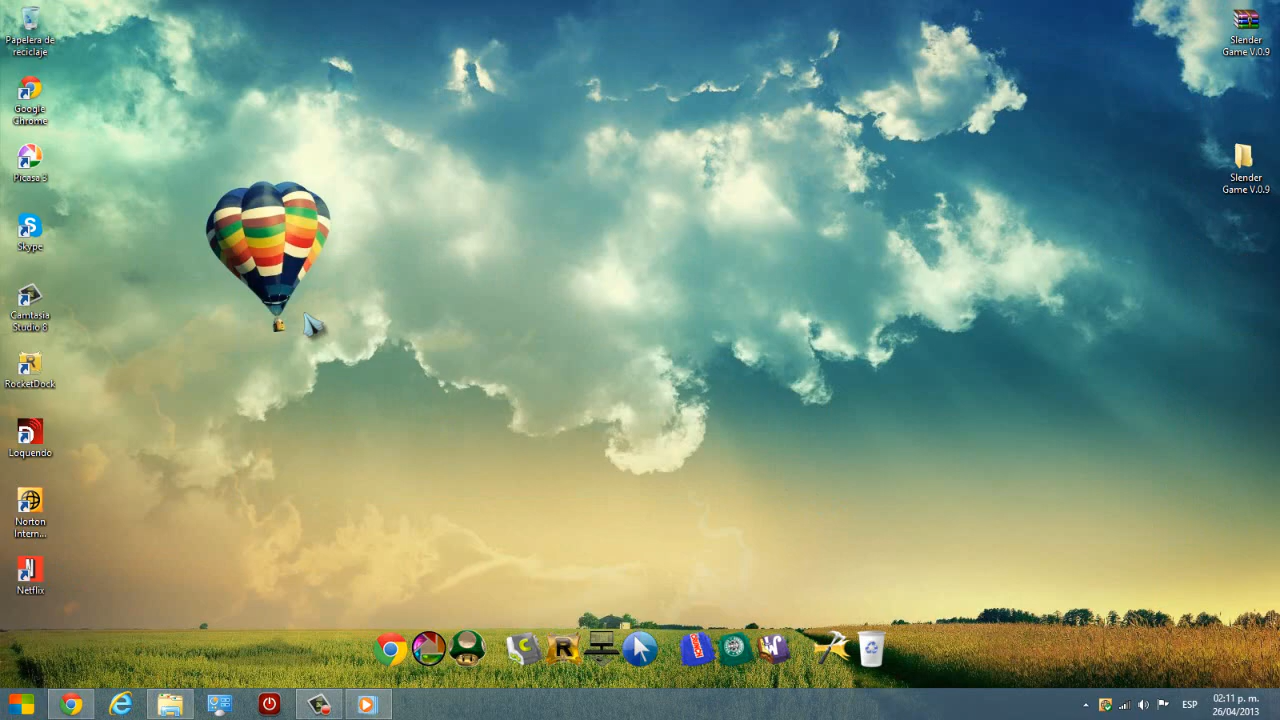 Papelera de
reciclaje
Google
Chrome
Picasa 3
Skype
Camtasia
Studio 8
RocketDock
Loquendo
Norton
Intern...
Netflix
Slender
Game V.0.9
Slender
Game V.0.9
ESP
02:11 p. m.
26/04/2013